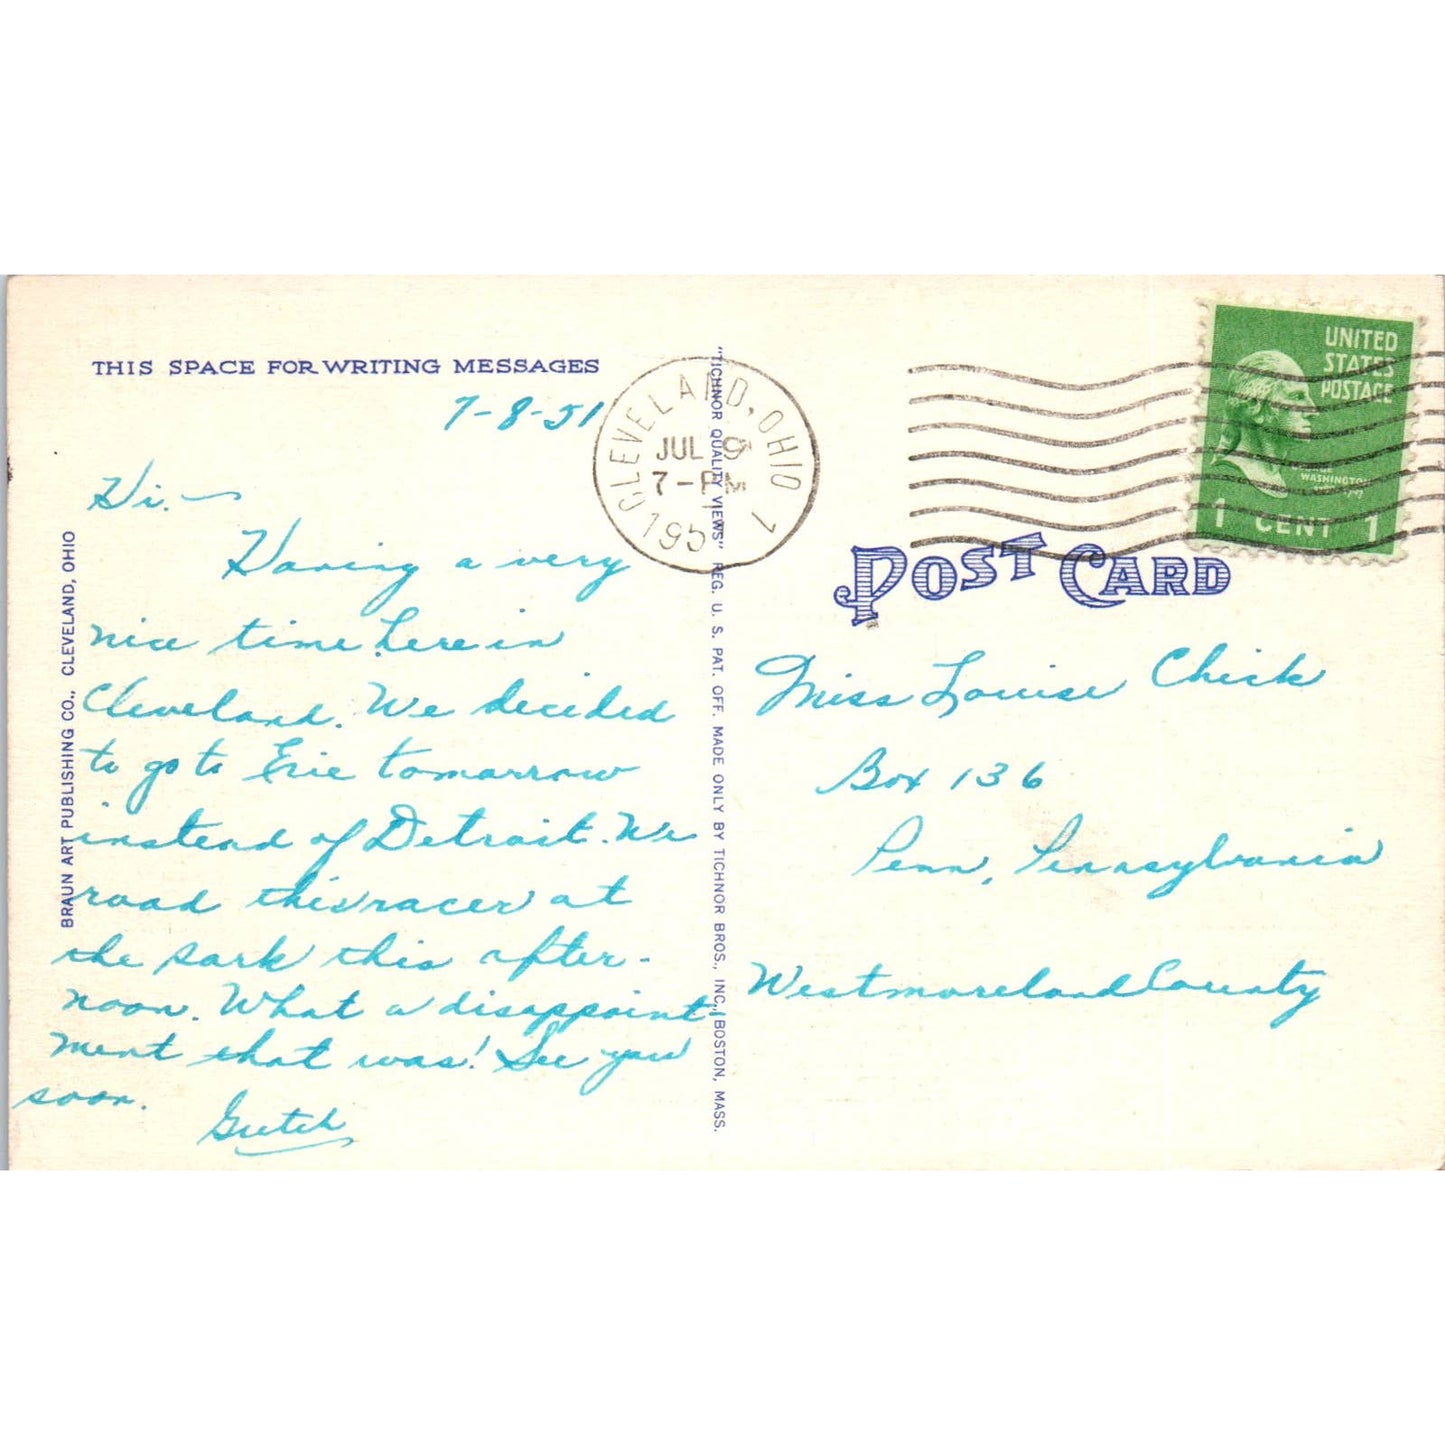 THIS SPACE FOR WRITING MESSAGES
7-8-51
Hi.—
Having a very
nice time here in
Cleveland. We decided
to go to Erie tomorrow
instead of Detroit. We
road this racer at
the park this after-
noon. What a disappoint-
ment that was! See you
soon.
BRAUN ART PUBLISHING CO., CLEVELAND, OHIO
"TICHNOR QUALITY VIEWS" REG. U. S. PAT. OFF. MADE ONLY BY TICHNOR BROS., INC., BOSTON, MASS.
CLEVELAND, OHIO 1
JUL 9
7-PM
195
UNITED
STATES
POSTAGE
WASHINGTON
1 CENT 1
POST CARD
Miss Louise Chick
Box 136
Penn, Pennsylvania
Westmoreland County